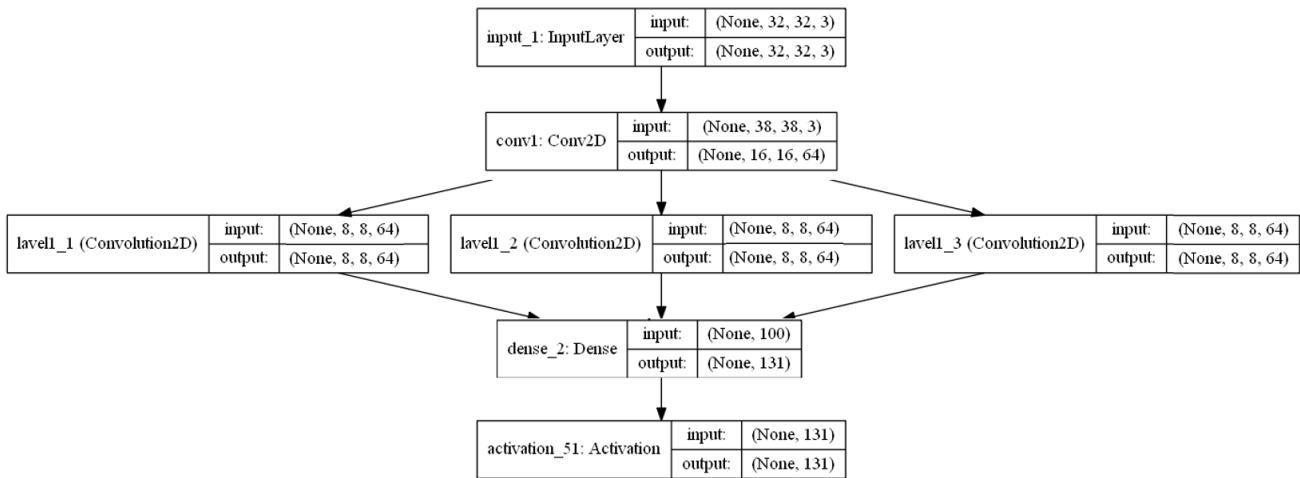 input_1: InputLayer
input: (None, 32, 32, 3)
output: (None, 32, 32, 3)
conv1: Conv2D
input: (None, 38, 38, 3)
output: (None, 16, 16, 64)
lavel1_1 (Convolution2D)
input: (None, 8, 8, 64)
output: (None, 8, 8, 64)
lavel1_2 (Convolution2D)
input: (None, 8, 8, 64)
output: (None, 8, 8, 64)
lavel1_3 (Convolution2D)
input: (None, 8, 8, 64)
output: (None, 8, 8, 64)
dense_2: Dense
input: (None, 100)
output: (None, 131)
activation_51: Activation
input: (None, 131)
output: (None, 131)